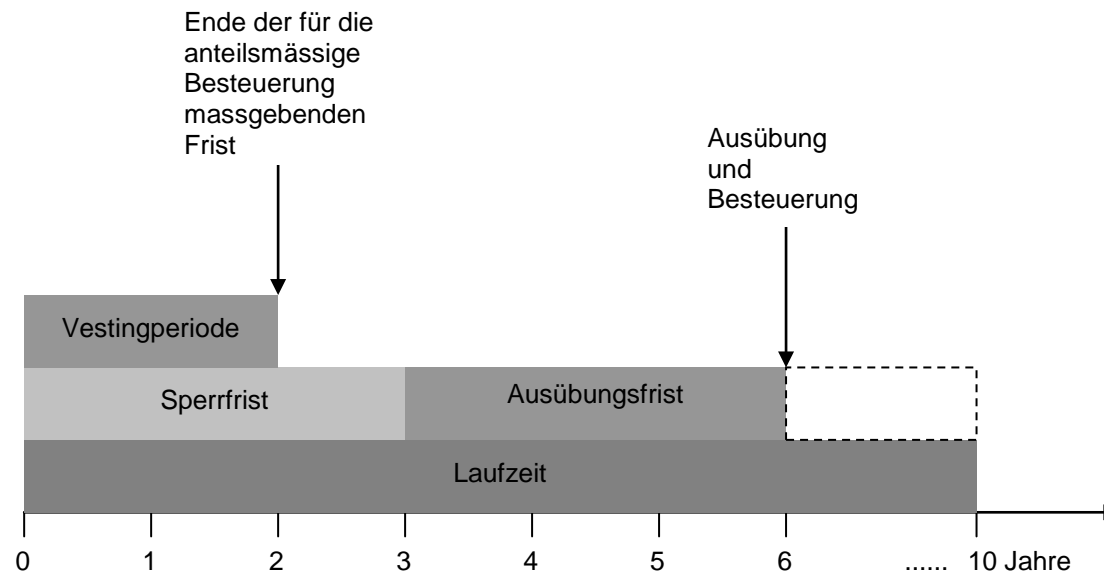 Ende der für die
anteilsmässige
Besteuerung
massgebenden
Frist
Ausübung
und
Besteuerung
Vestingperiode
Sperrfrist
Ausübungsfrist
Laufzeit
0 1 2 3 4 5 6 ...... 10 Jahre